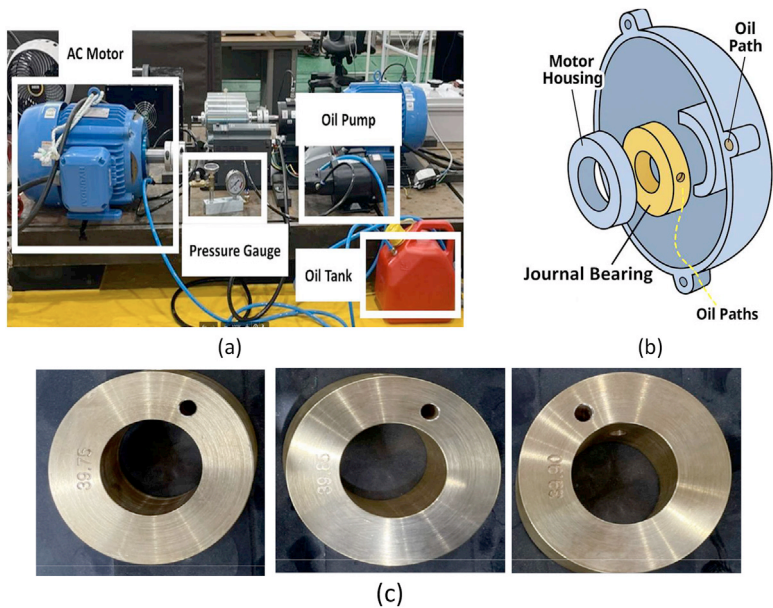 AC Motor
Oil Pump
Pressure Gauge
Oil Tank
(a)
Oil
Path
Motor
Housing
Journal Bearing
Oil Paths
(b)
39.75
39.85
39.90
(c)